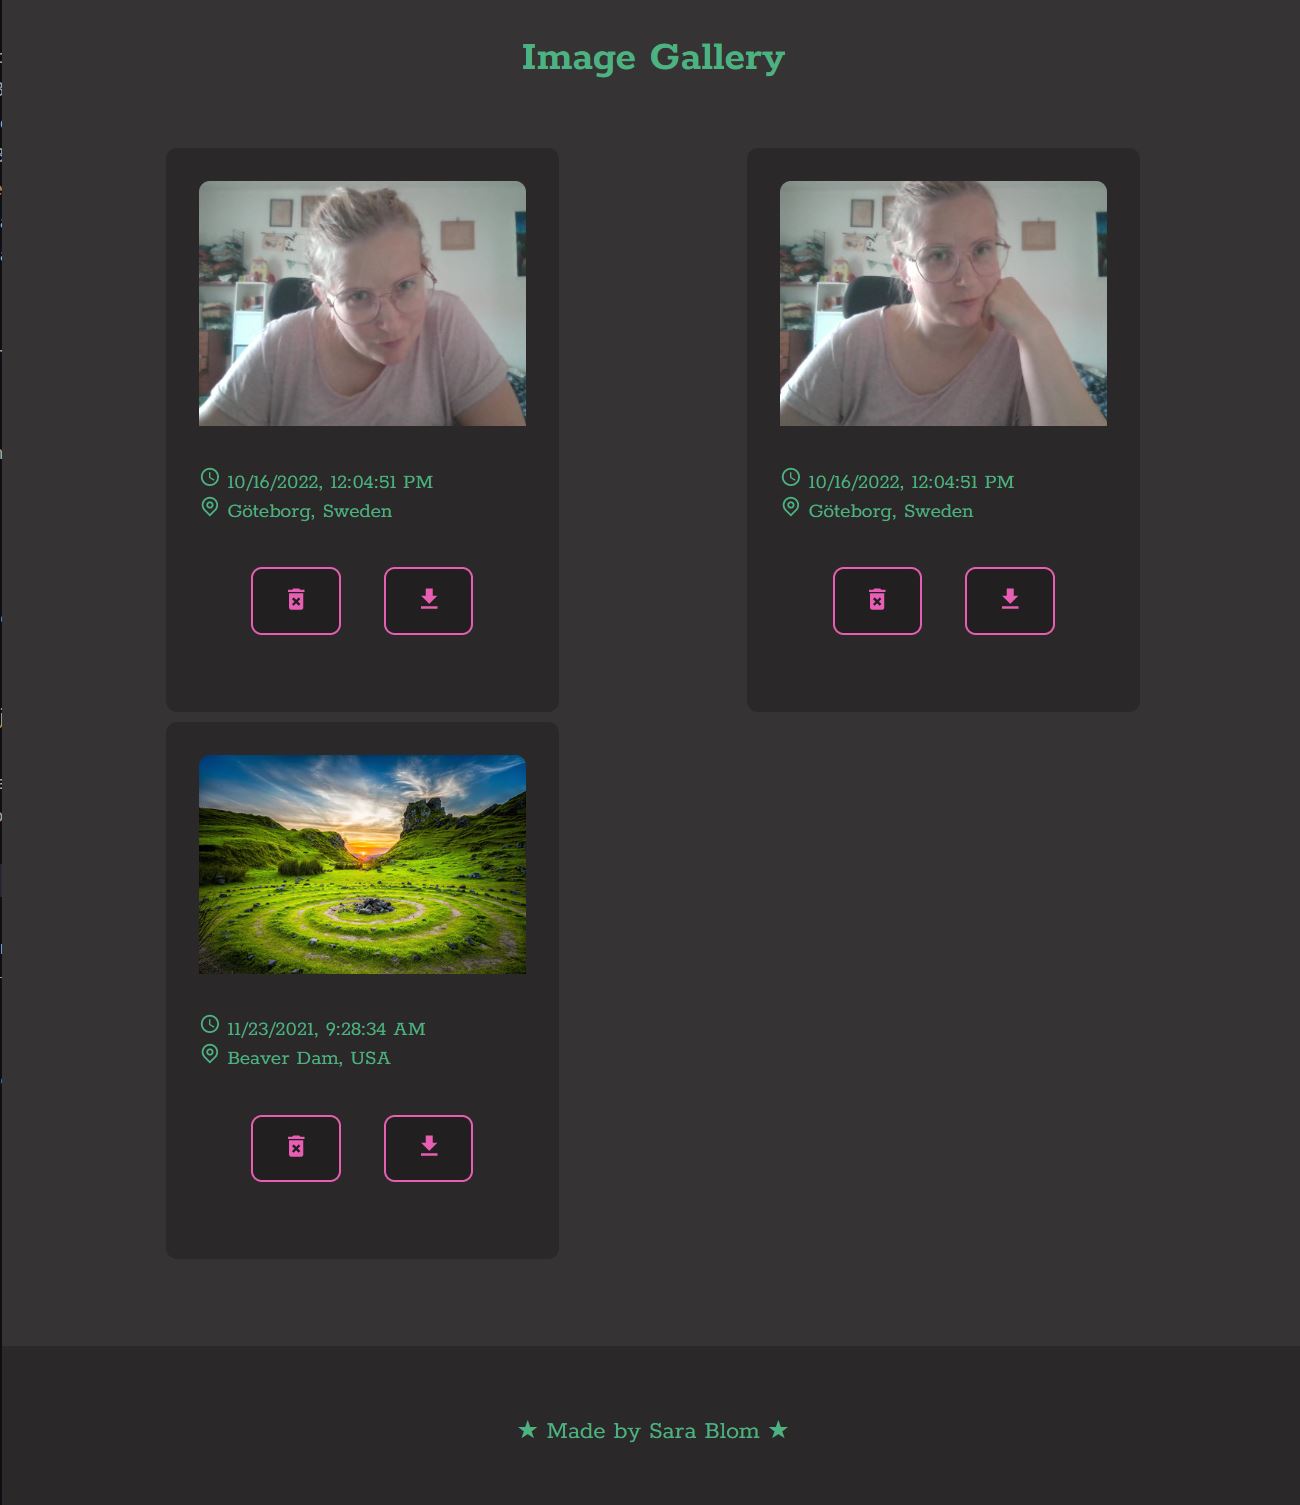 Image Gallery
10/16/2022, 12:04:51 PM
Göteborg, Sweden
10/16/2022, 12:04:51 PM
Göteborg, Sweden
11/23/2021, 9:28:34 AM
Beaver Dam, USA
★ Made by Sara Blom ★